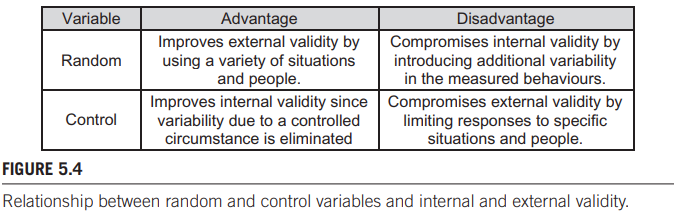 Variable Advantage Disadvantage
Random
Improves external validity by
using a variety of situations
and people.
Compromises internal validity by
introducing additional variability
in the measured behaviours.
Control
Improves internal validity since
variability due to a controlled
circumstance is eliminated
Compromises external validity by
limiting responses to specific
situations and people.
FIGURE 5.4
Relationship between random and control variables and internal and external validity.